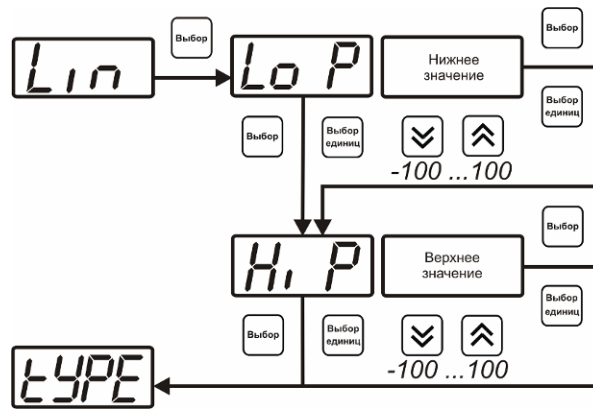 Выбор
Выбор
Lin
Lo P
Нижнее
значение
Выбор
Выбор
единиц
Выбор
единиц
-100 ...100
Выбор
Hi P
Верхнее
значение
Выбор
Выбор
единиц
Выбор
Выбор
единиц
-100 ...100
tYPE